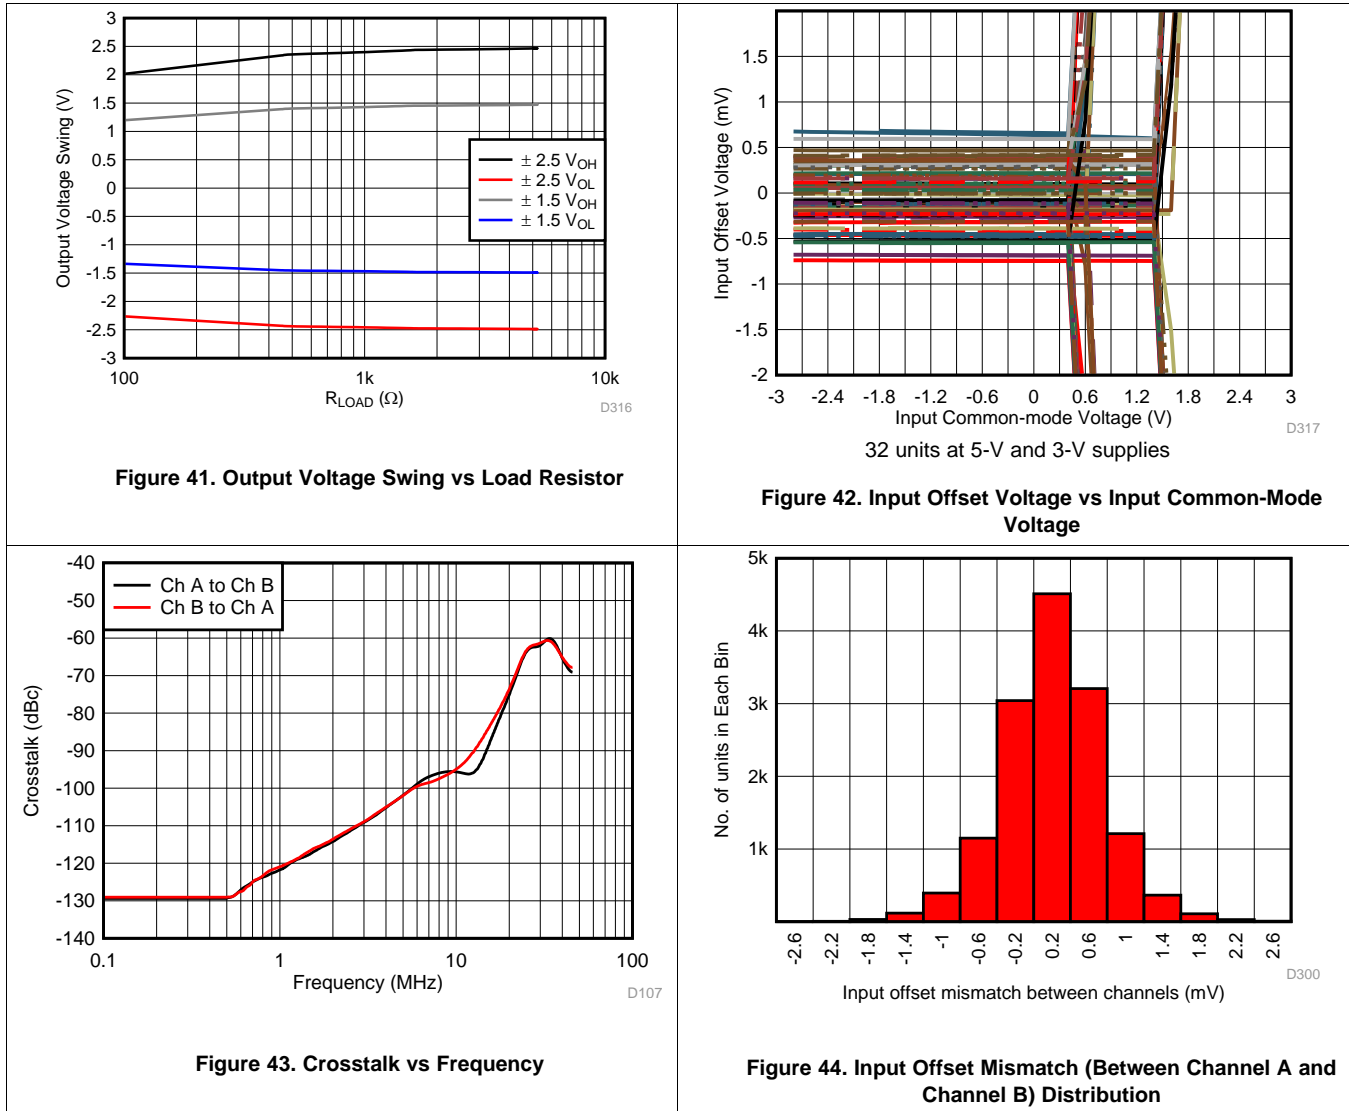 3
2.5
2
1.5
1
0.5
0
-0.5
-1
-1.5
-2
-2.5
-3
Output Voltage Swing (V)
± 2.5 VOH
± 2.5 VOL
± 1.5 VOH
± 1.5 VOL
100 1k 10k
RLOAD (Ω)
D316
Figure 41. Output Voltage Swing vs Load Resistor
1.5
1
0.5
0
-0.5
-1
-1.5
-2
Input Offset Voltage (mV)
-3 -2.4 -1.8 -1.2 -0.6 0 0.6 1.2 1.8 2.4 3
Input Common-mode Voltage (V)
D317
32 units at 5-V and 3-V supplies
Figure 42. Input Offset Voltage vs Input Common-Mode
Voltage
-40
-50
-60
-70
-80
-90
-100
-110
-120
-130
-140
Crosstalk (dBc)
Ch A to Ch B
Ch B to Ch A
0.1 1 10 100
Frequency (MHz)
D107
Figure 43. Crosstalk vs Frequency
5k
4k
3k
2k
1k
No. of units in Each Bin
-2.6 -2.2 -1.8 -1.4 -1 -0.6 -0.2 0.2 0.6 1 1.4 1.8 2.2 2.6
D300
Input offset mismatch between channels (mV)
Figure 44. Input Offset Mismatch (Between Channel A and
Channel B) Distribution